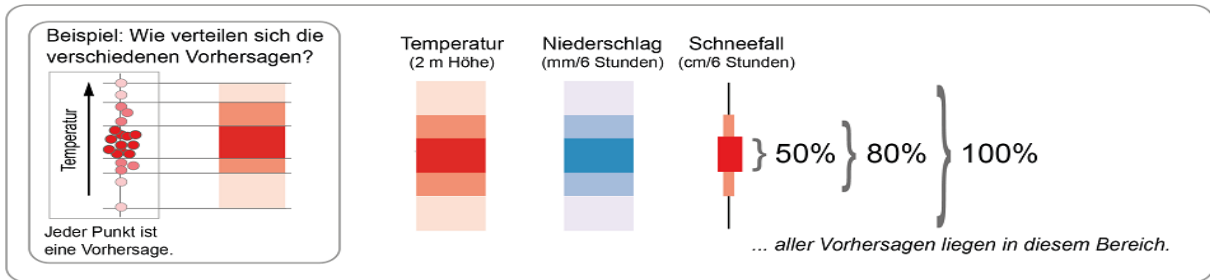 Beispiel: Wie verteilen sich die
verschiedenen Vorhersagen?
Temperatur
Jeder Punkt ist
eine Vorhersage.
Temperatur
(2 m Höhe)
Niederschlag
(mm/6 Stunden)
Schneefall
(cm/6 Stunden)
50%
80%
100%
... aller Vorhersagen liegen in diesem Bereich.